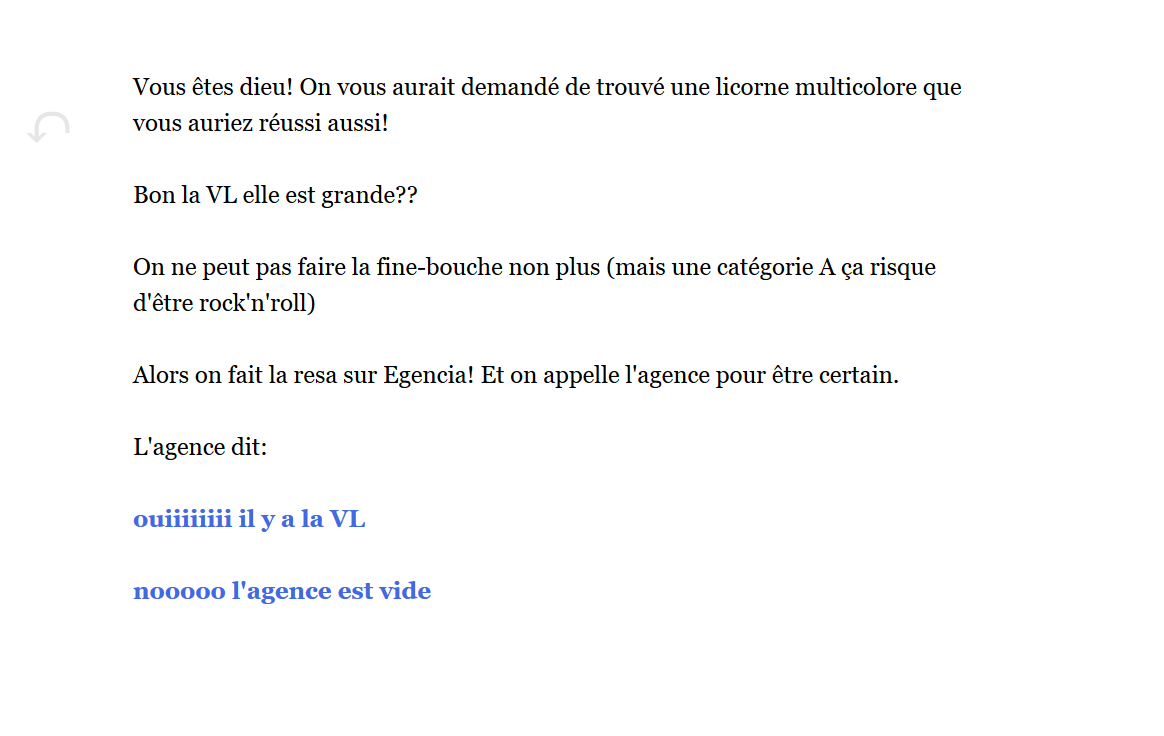 Vous êtes dieu! On vous aurait demandé de trouvé une licorne multicolore que
vous auriez réussi aussi!
Bon la VL elle est grande??
On ne peut pas faire la fine-bouche non plus (mais une catégorie A ça risque
d'être rock'n'roll)
Alors on fait la resa sur Egencia! Et on appelle l'agence pour être certain.
L'agence dit:
ouiiiiiiii il y a la VL
nooooo l'agence est vide